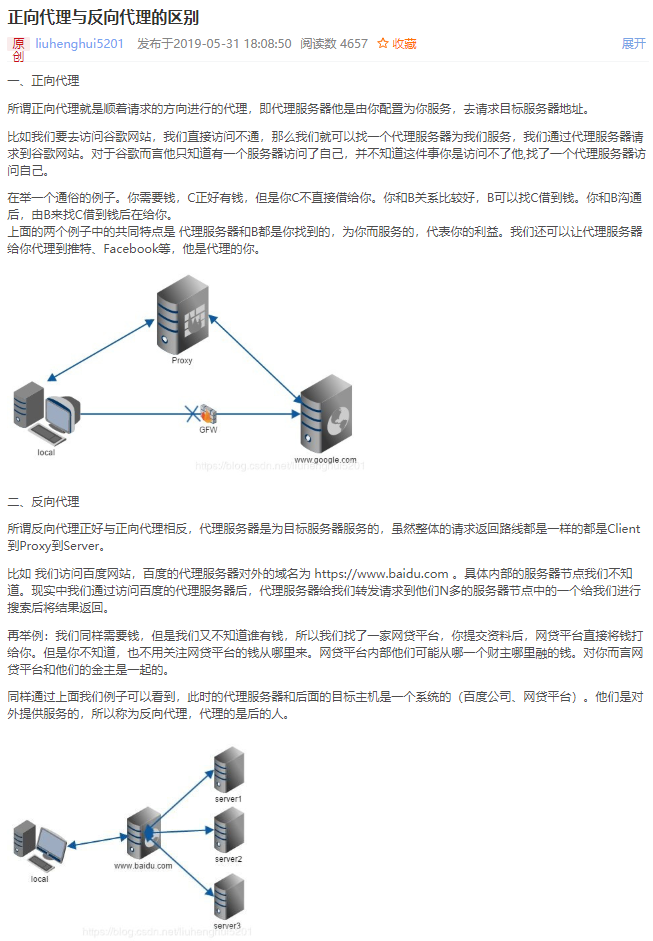 正向代理与反向代理的区别
原创 liuhenghui5201 发布于2019-05-31 18:08:50 阅读数 4657 收藏 展开
一、正向代理
所谓正向代理就是顺着请求的方向进行的代理，即代理服务器他是由你配置为你服务，去请求目标服务器地址。
比如我们要去访问谷歌网站，我们直接访问不通，那么我们就可以找一个代理服务器为我们服务，我们通过代理服务器请
求到谷歌网站。对于谷歌而言他只知道有一个服务器访问了自己，并不知道这件事你是访问不了他,找了一个代理服务器访
问自己。
在举一个通俗的例子。你需要钱，C正好有钱，但是你C不直接借给你。你和B关系比较好，B可以找C借到钱。你和B沟通
后，由B来找C借到钱后在给你。
上面的两个例子中的共同特点是 代理服务器和B都是你找到的，为你而服务的，代表你的利益。我们还可以让代理服务器
给你代理到推特、Facebook等，他是代理的你。
Proxy
GFW
local
www.google.com
https://blog.csdn.net/liuhenghui5201
二、反向代理
所谓反向代理正好与正向代理相反，代理服务器是为目标服务器服务的，虽然整体的请求返回路线都是一样的都是Client
到Proxy到Server。
比如 我们访问百度网站，百度的代理服务器对外的域名为 https://www.baidu.com 。具体内部的服务器节点我们不知
道。现实中我们通过访问百度的代理服务器后，代理服务器给我们转发请求到他们N多的服务器节点中的一个给我们进行
搜索后将结果返回。
再举例：我们同样需要钱，但是我们又不知道谁有钱，所以我们找了一家网贷平台，你提交资料后，网贷平台直接将钱打
给你。但是你不知道，也不用关注网贷平台的钱从哪里来。网贷平台内部他们可能从哪一个财主哪里融的钱。对你而言网
贷平台和他们的金主是一起的。
同样通过上面我们例子可以看到，此时的代理服务器和后面的目标主机是一个系统的（百度公司、网贷平台）。他们是对
外提供服务的，所以称为反向代理，代理的是后的人。
server1
server2
www.baidu.com
local
server3
https://blog.csdn.net/liuhenghui5201